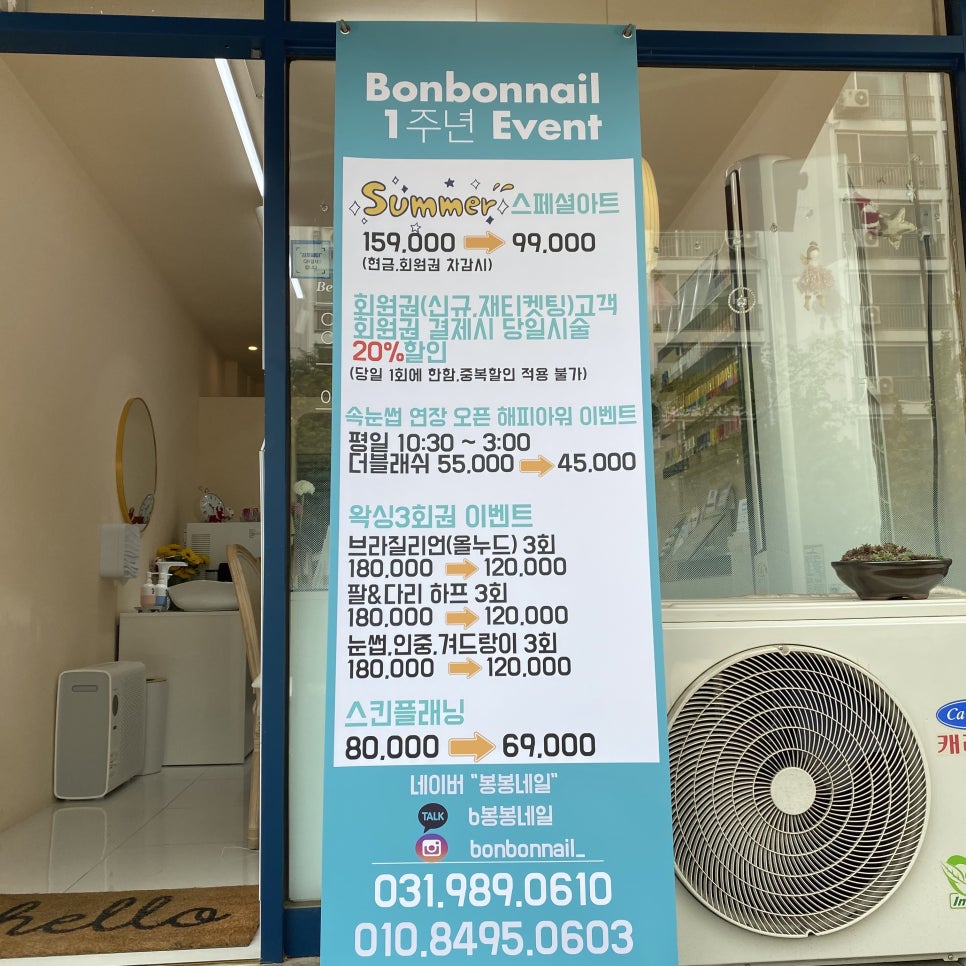 Bonbonnail
1주년 Event
Summer 스페셜아트
159,000 99,000
(현금,회원권 차감시)
회원권(신규,재티켓팅)고객
회원권 결제시 당일시술
20%할인
(당일 1회에 한함,중복할인 적용 불가)
속눈썹 연장 오픈 해피아워 이벤트
평일 10:30 ~ 3:00
더블래쉬 55,000 45,000
왁싱3회권 이벤트
브라질리언(올누드) 3회
180,000 120,000
팔&다리 하프 3회
180,000 120,000
눈썹,인중,겨드랑이 3회
180,000 120,000
스킨플래닝
80,000 69,000
네이버 "봉봉네일"
TALK b봉봉네일
bonbonnail_
031.989.0610
010.8495.0603
hello